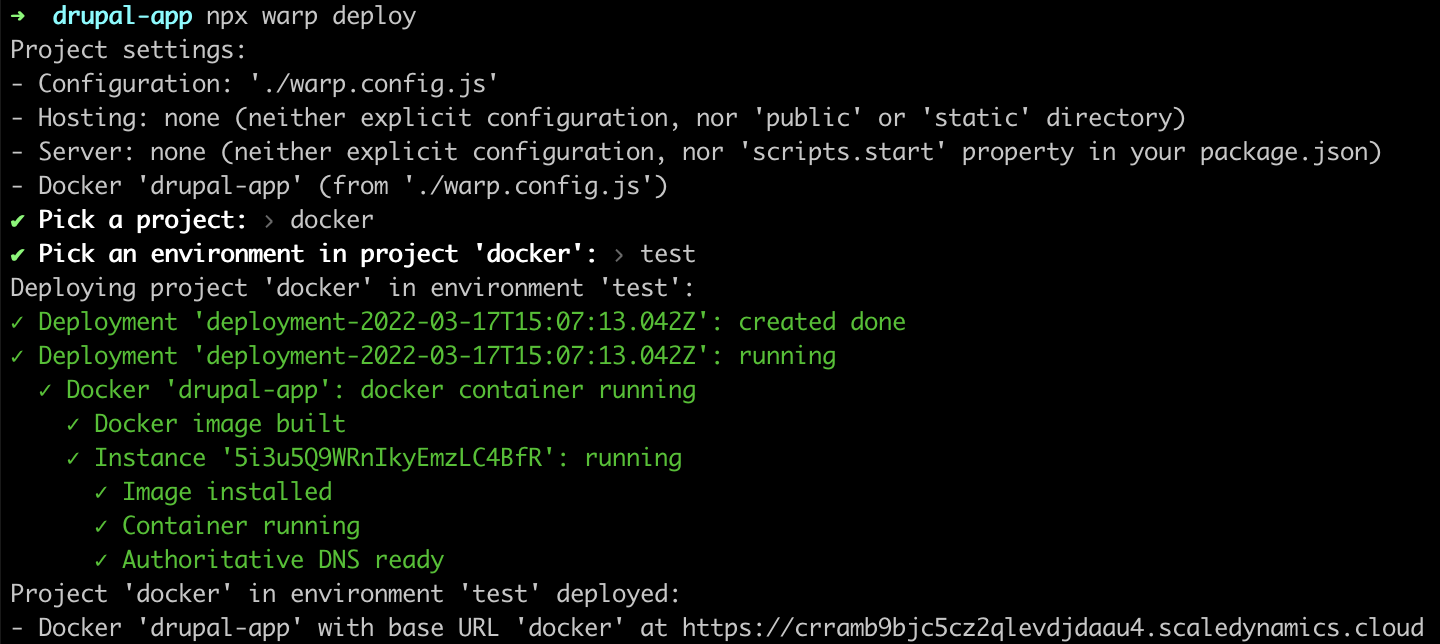 ➜  drupal-app npx warp deploy
Project settings:
- Configuration: './warp.config.js'
- Hosting: none (neither explicit configuration, nor 'public' or 'static' directory)
- Server: none (neither explicit configuration, nor 'scripts.start' property in your package.json)
- Docker 'drupal-app' (from './warp.config.js')
✔ Pick a project: › docker
✔ Pick an environment in project 'docker': › test
Deploying project 'docker' in environment 'test':
✓ Deployment 'deployment-2022-03-17T15:07:13.042Z': created done
✓ Deployment 'deployment-2022-03-17T15:07:13.042Z': running
  ✓ Docker 'drupal-app': docker container running
    ✓ Docker image built
    ✓ Instance '5i3u5Q9WRnIkyEmzLC4BfR': running
      ✓ Image installed
      ✓ Container running
      ✓ Authoritative DNS ready
Project 'docker' in environment 'test' deployed:
- Docker 'drupal-app' with base URL 'docker' at https://crramb9bjc5cz2qlevdjdaau4.scaledynamics.cloud